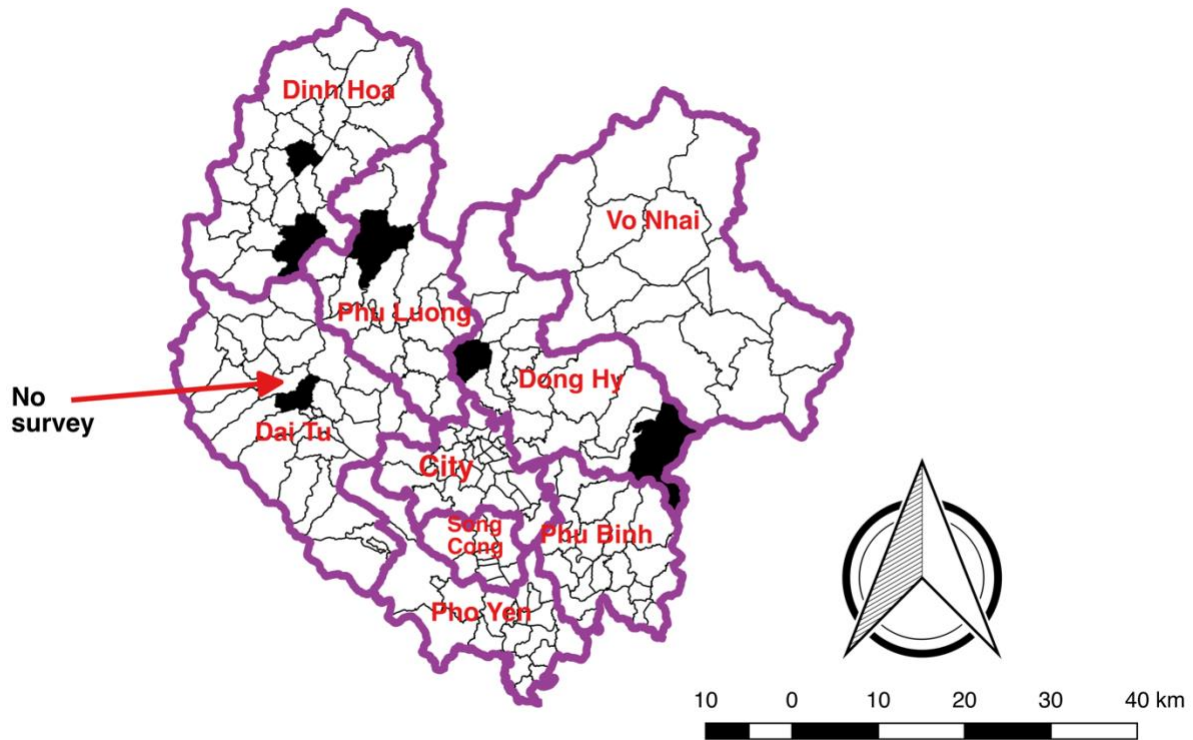 Dinh Hoa
Vo Nhai
Phu Luong
Dong Hy
No
survey
Dai Tu
City
Song
Cong
Phu Binh
Pho Yen
10 0 10 20 30 40 km